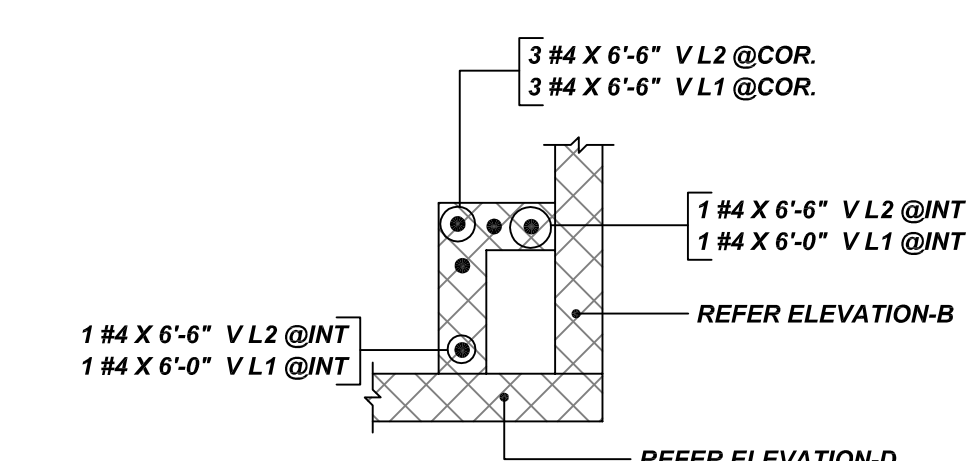 3 #4 X 6'-6" V L2 @COR.
3 #4 X 6'-6" V L1 @COR.
1 #4 X 6'-6" V L2 @INT
1 #4 X 6'-0" V L1 @INT
REFER ELEVATION-B
1 #4 X 6'-6" V L2 @INT
1 #4 X 6'-0" V L1 @INT
REFER ELEVATION-D